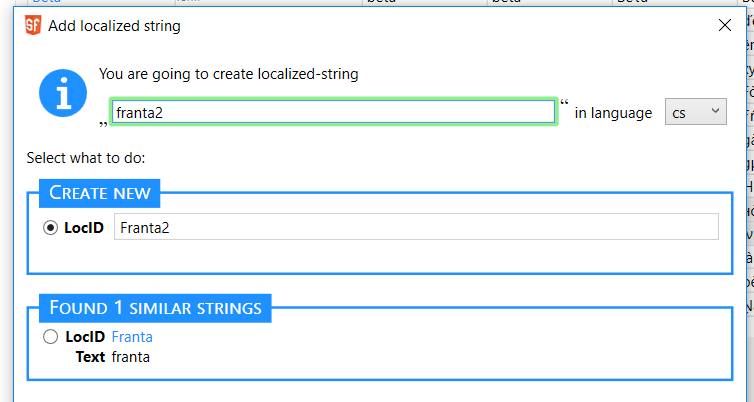 Add localized string
You are going to create localized-string
„ franta2 “ in language cs
Select what to do:
CREATE NEW
LocID Franta2
FOUND 1 SIMILAR STRINGS
LocID Franta
Text franta